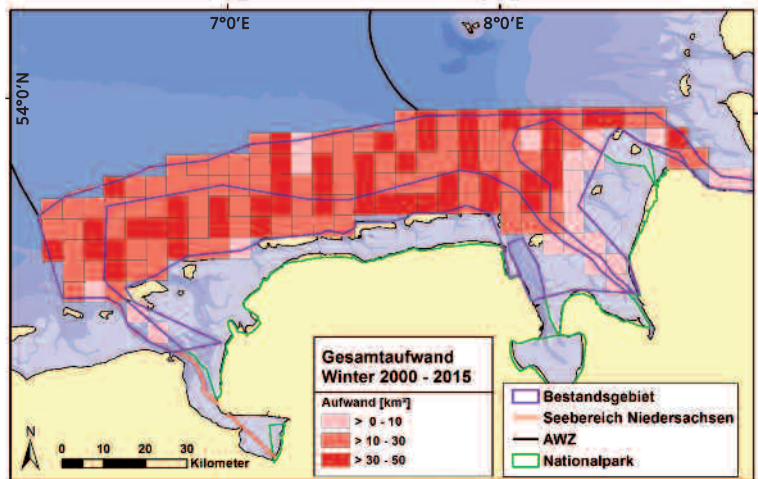 7°0'E
8°0'E
54°0'N
Gesamtaufwand
Winter 2000 - 2015
Aufwand [km²]
> 0 - 10
> 10 - 30
> 30 - 50
Bestandsgebiet
Seebereich Niedersachsen
AWZ
Nationalpark
N
0 10 20 30
Kilometer